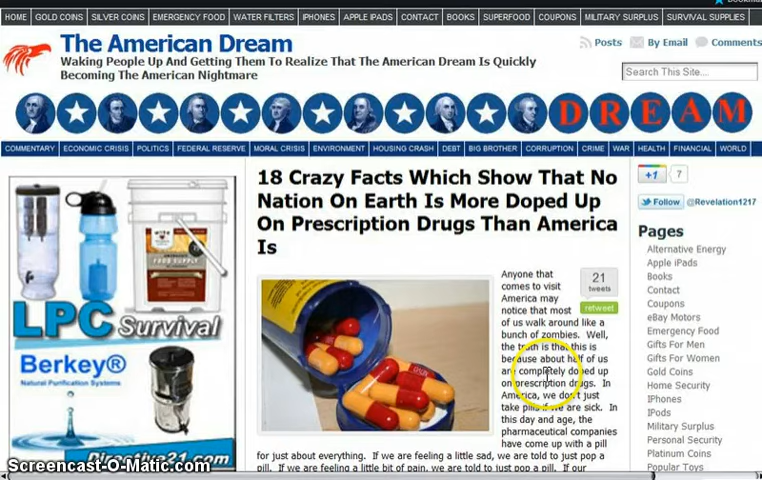 HOME GOLD COINS SILVER COINS EMERGENCY FOOD WATER FILTERS IPHONES APPLE IPADS CONTACT BOOKS SUPERFOOD COUPONS MILITARY SURPLUS SURVIVAL SUPPLIES
The American Dream
Waking People Up And Getting Them To Realize That The American Dream Is Quickly
Becoming The American Nightmare
Posts By Email Comments
Search This Site...
D R E A M
COMMENTARY ECONOMIC CRISIS POLITICS FEDERAL RESERVE MORAL CRISIS ENVIRONMENT HOUSING CRASH DEBT BIG BROTHER CORRUPTION CRIME WAR HEALTH FINANCIAL WORLD
LPC Survival
Berkey®
Natural Purification Systems
Directive21.com
18 Crazy Facts Which Show That No
Nation On Earth Is More Doped Up
On Prescription Drugs Than America
Is
Anyone that
comes to visit
America may
notice that most
of us walk around like a
bunch of zombies. Well,
the truth is that this is
because about half of us
are completely doped up
on prescription drugs. In
America, we don't just
take pills if we are sick. In
this day and age, the
pharmaceutical companies
have come up with a pill
for just about everything. If we are feeling a little sad, we are told to just pop a
pill. If we are feeling a little bit of pain, we are told to just pop a pill. If our
21
tweets
retweet
+1 7
Follow @Revelation1217
Pages
Alternative Energy
Apple iPads
Books
Contact
Coupons
eBay Motors
Emergency Food
Gifts For Men
Gifts For Women
Gold Coins
Home Security
IPhones
IPods
Military Surplus
Personal Security
Popular Toys
Screencast-O-Matic.com